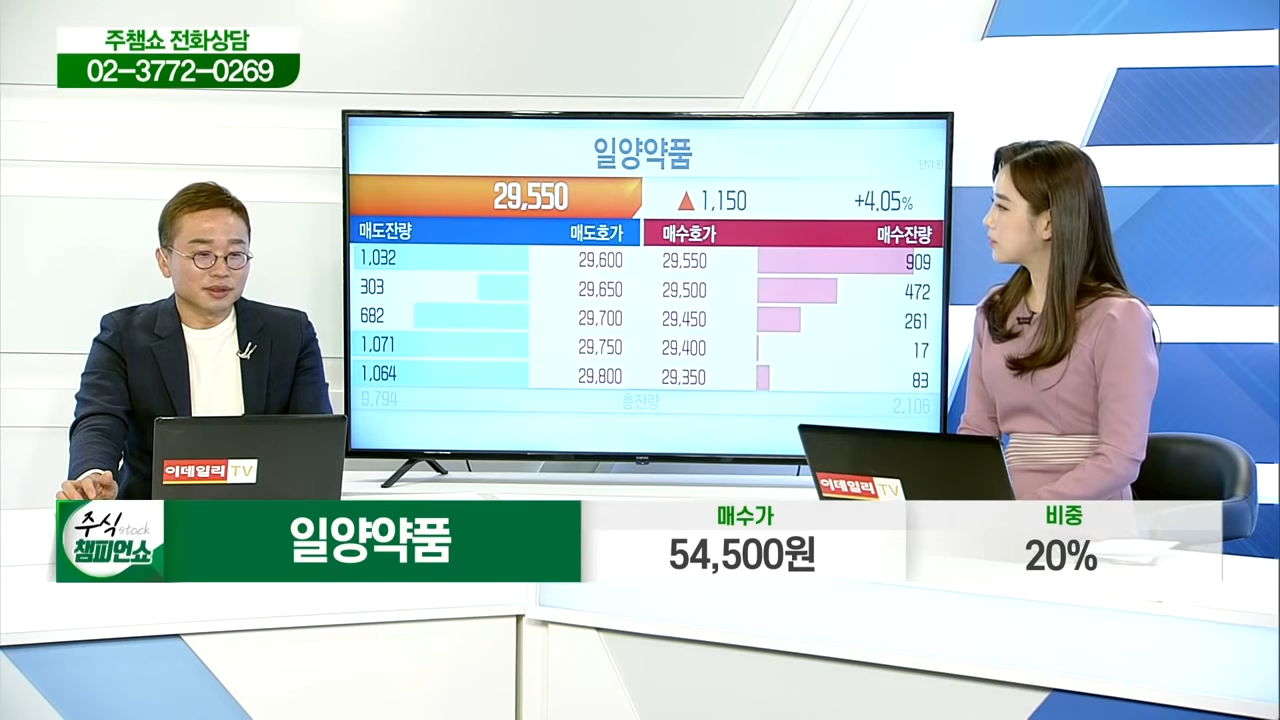 주챔쇼 전화상담
02-3772-0269
일양약품
단위:원
29,550 ▲1,150 +4.05%
매도잔량 매도호가 매수호가 매수잔량
1,032 29,600 29,550 909
303 29,650 29,500 472
682 29,700 29,450 261
1,071 29,750 29,400 17
1,064 29,800 29,350 83
9,794 총잔량 2,106
이데일리TV
이데일리TV
주식 stock
챔피언쇼
일양약품
매수가
54,500원
비중
20%